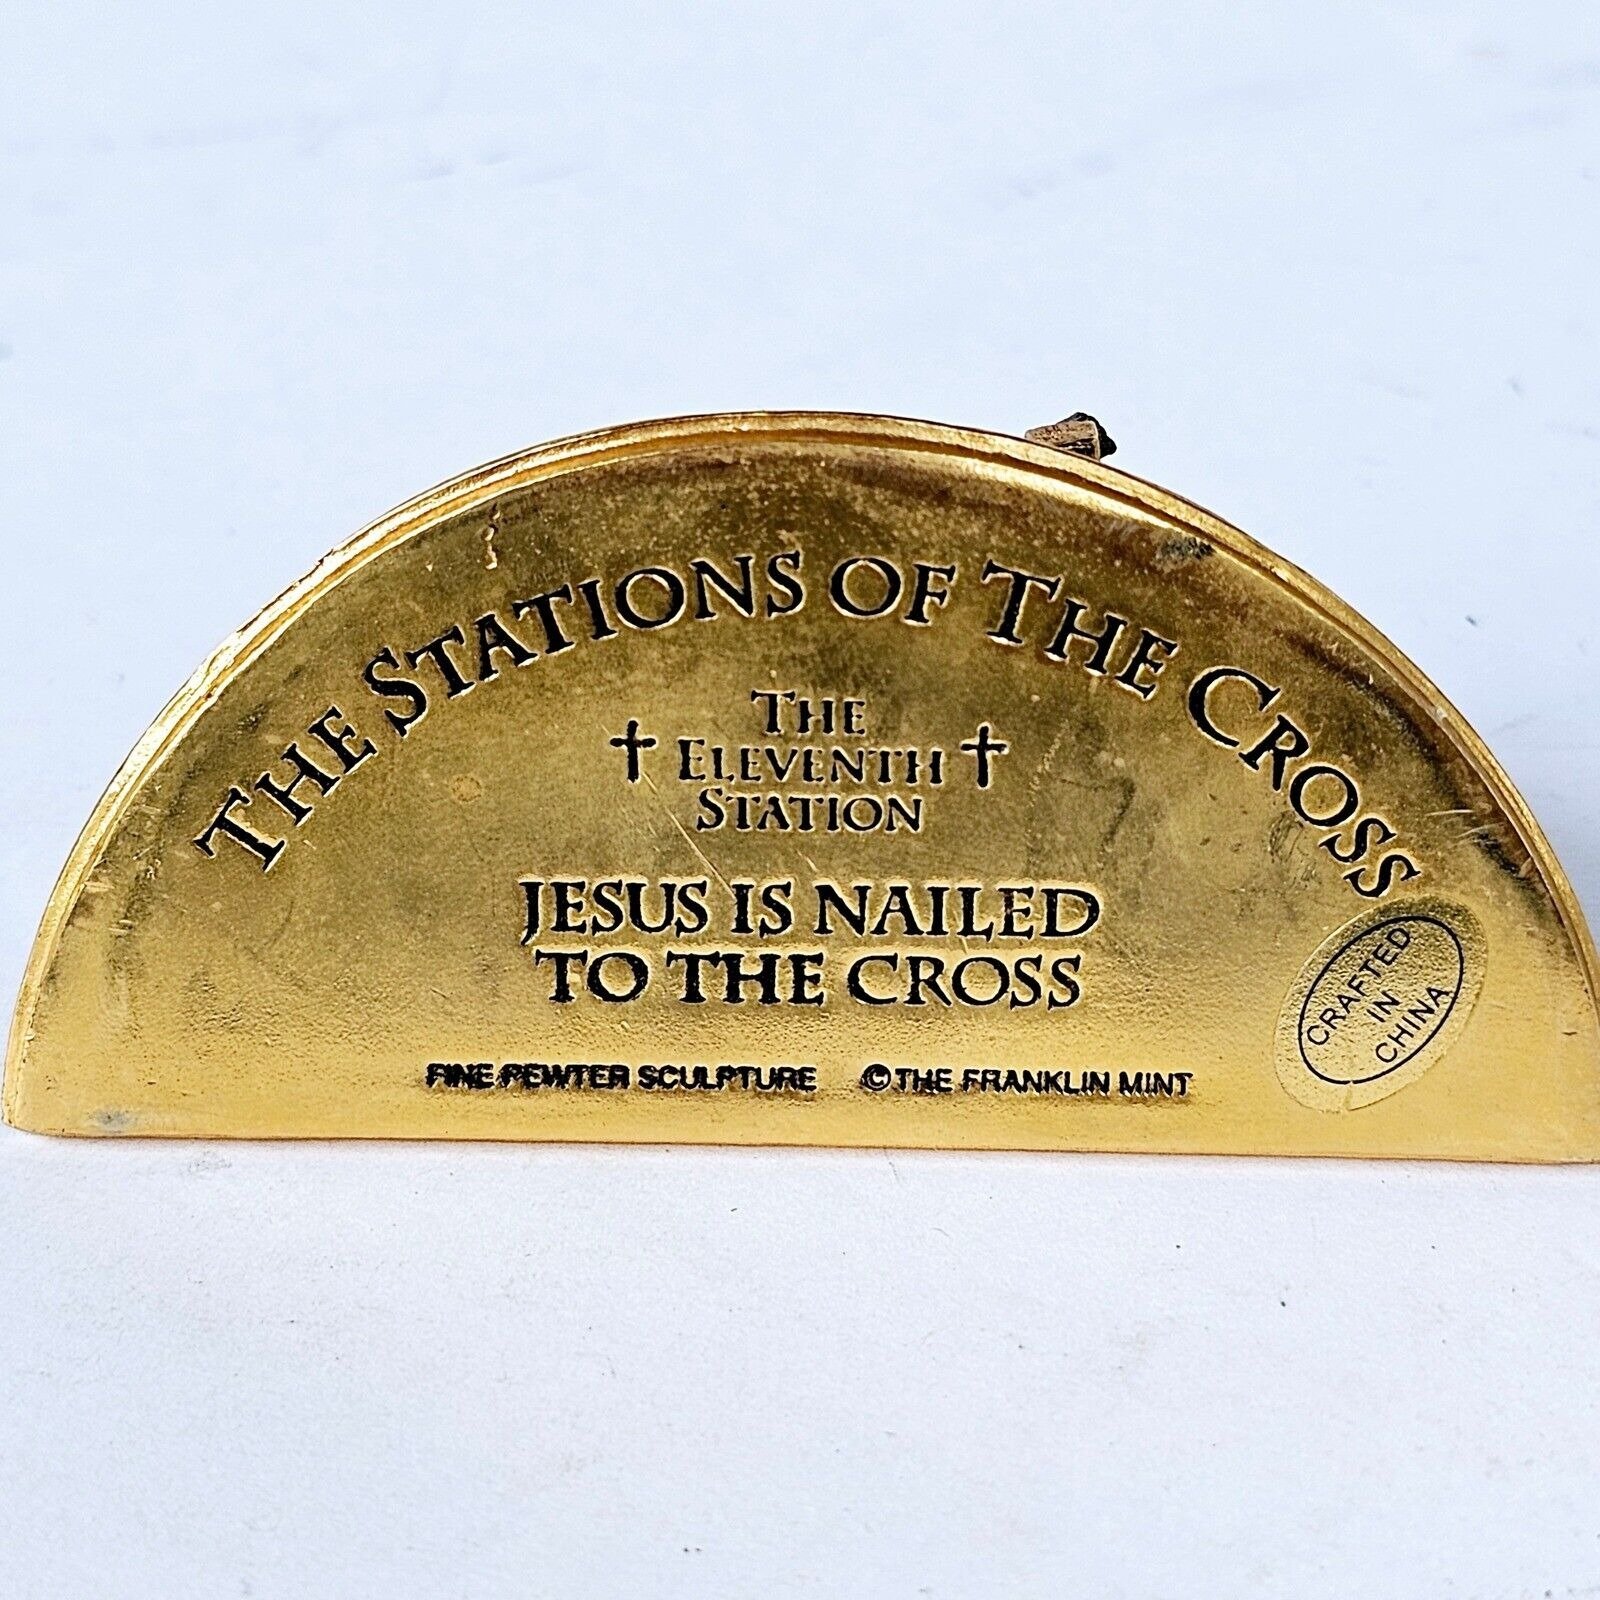 THE STATIONS OF THE CROSS
THE
† ELEVENTH †
STATION
JESUS IS NAILED
TO THE CROSS
FINE PEWTER SCULPTURE © THE FRANKLIN MINT
CRAFTED
IN
CHINA